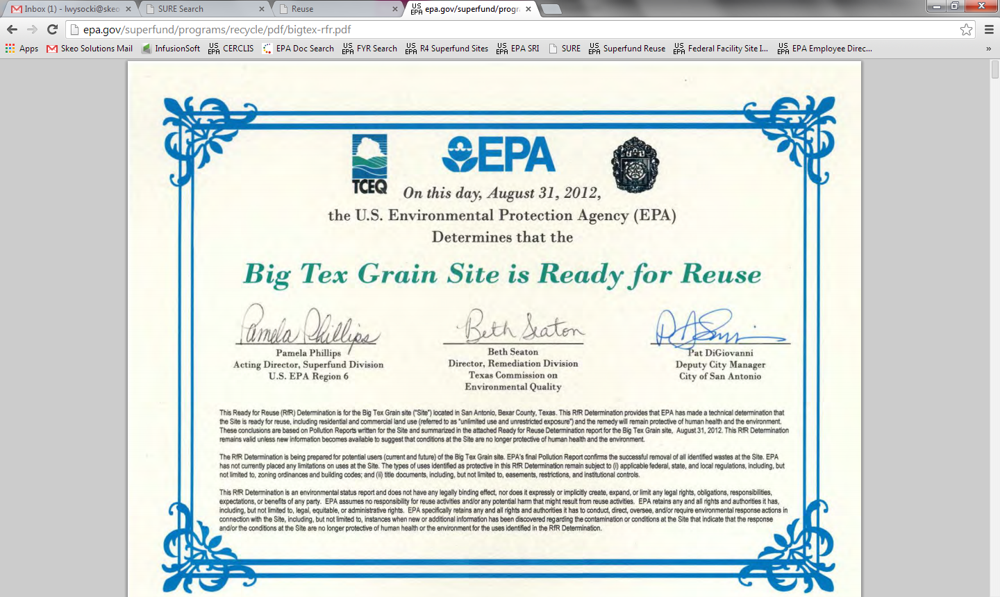 Inbox (1) - lwysocki@skeo
SURE Search
Reuse
US EPA epa.gov/superfund/progr
epa.gov/superfund/programs/recycle/pdf/bigtex-rfr.pdf
Apps Skeo Solutions Mail InfusionSoft US EPA CERCLIS EPA Doc Search US EPA FYR Search US EPA R4 Superfund Sites US EPA EPA SRI SURE US EPA Superfund Reuse US EPA Federal Facility Site I... US EPA EPA Employee Direc... »
TCEQ
EPA
On this day, August 31, 2012,
the U.S. Environmental Protection Agency (EPA)
Determines that the
Big Tex Grain Site is Ready for Reuse
Pamela Phillips
Beth Seaton
Pamela Phillips
Acting Director, Superfund Division
U.S. EPA Region 6
Beth Seaton
Director, Remediation Division
Texas Commission on
Environmental Quality
Pat DiGiovanni
Deputy City Manager
City of San Antonio
This Ready for Reuse (RfR) Determination is for the Big Tex Grain site ("Site") located in San Antonio, Bexar County, Texas. This RfR Determination provides that EPA has made a technical determination that
the Site is ready for reuse, including residential and commercial land use (referred to as "unlimited use and unrestricted exposure") and the remedy will remain protective of human health and the environment.
These conclusions are based on Pollution Reports written for the Site and summarized in the attached Ready for Reuse Determination report for the Big Tex Grain site, August 31, 2012. This RfR Determination
remains valid unless new information becomes available to suggest that conditions at the Site are no longer protective of human health and the environment.
The RfR Determination is being prepared for potential users (current and future) of the Big Tex Grain site. EPA's final Pollution Report confirms the successful removal of all identified wastes at the Site. EPA
has not currently placed any limitations on uses at the Site. The types of uses identified as protective in this RfR Determination remain subject to (i) applicable federal, state, and local regulations, including, but
not limited to, zoning ordinances and building codes; and (ii) title documents, including, but not limited to, easements, restrictions, and institutional controls.
This RfR Determination is an environmental status report and does not have any legally binding effect, nor does it expressly or implicitly create, expand, or limit any legal rights, obligations, responsibilities,
expectations, or benefits of any party. EPA assumes no responsibility for reuse activities and/or any potential harm that might result from reuse activities. EPA retains any and all rights and authorities it has,
including, but not limited to, legal, equitable, or administrative rights. EPA specifically retains any and all rights and authorities it has to conduct, direct, oversee, and/or require environmental response actions in
connection with the Site, including, but not limited to, instances when new or additional information has been discovered regarding the contamination or conditions at the Site that indicate that the response
and/or the conditions at the Site are no longer protective of human health or the environment for the uses identified in the RfR Determination.